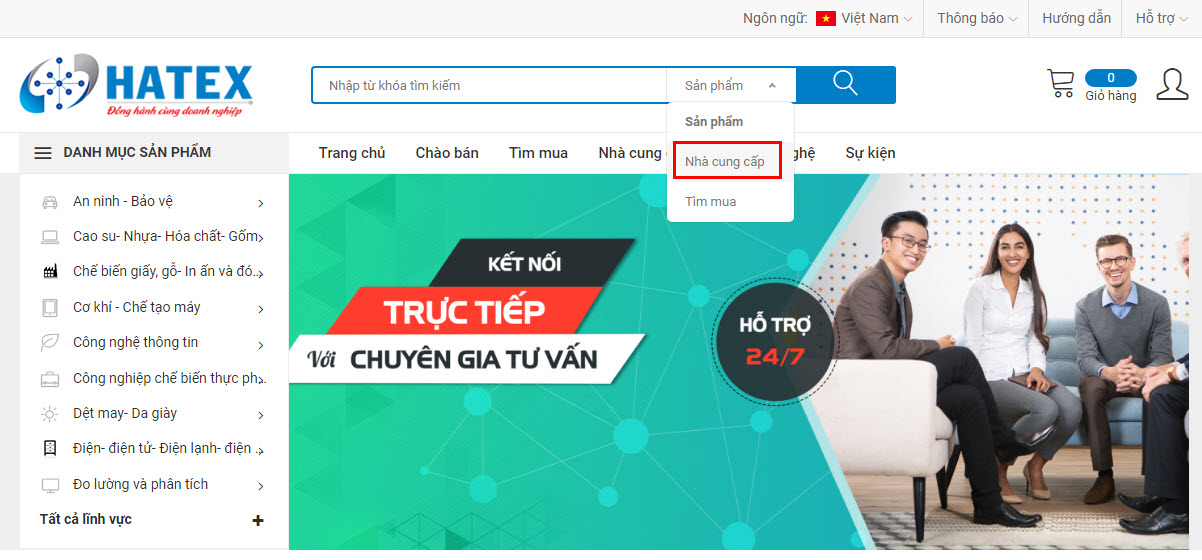 Ngôn ngữ: Việt Nam Thông báo Hướng dẫn Hỗ trợ
HATEX
Đồng hành cùng doanh nghiệp
Nhập từ khóa tìm kiếm Sản phẩm
0
Giỏ hàng
Sản phẩm
Nhà cung cấp
Tìm mua
DANH MỤC SẢN PHẨM
Trang chủ Chào bán Tìm mua Nhà cung Sự kiện
An ninh - Bảo vệ
Cao su- Nhựa- Hóa chất- Gốm
Chế biến giấy, gỗ- In ấn và đó...
Cơ khí - Chế tạo máy
Công nghệ thông tin
Công nghiệp chế biến thực ph...
Dệt may- Da giày
Điện- điện tử- Điện lạnh- điện ...
Đo lường và phân tích
Tất cả lĩnh vực
KẾT NỐI
TRỰC TIẾP
Với CHUYÊN GIA TƯ VẤN
HỖ TRỢ
24/7